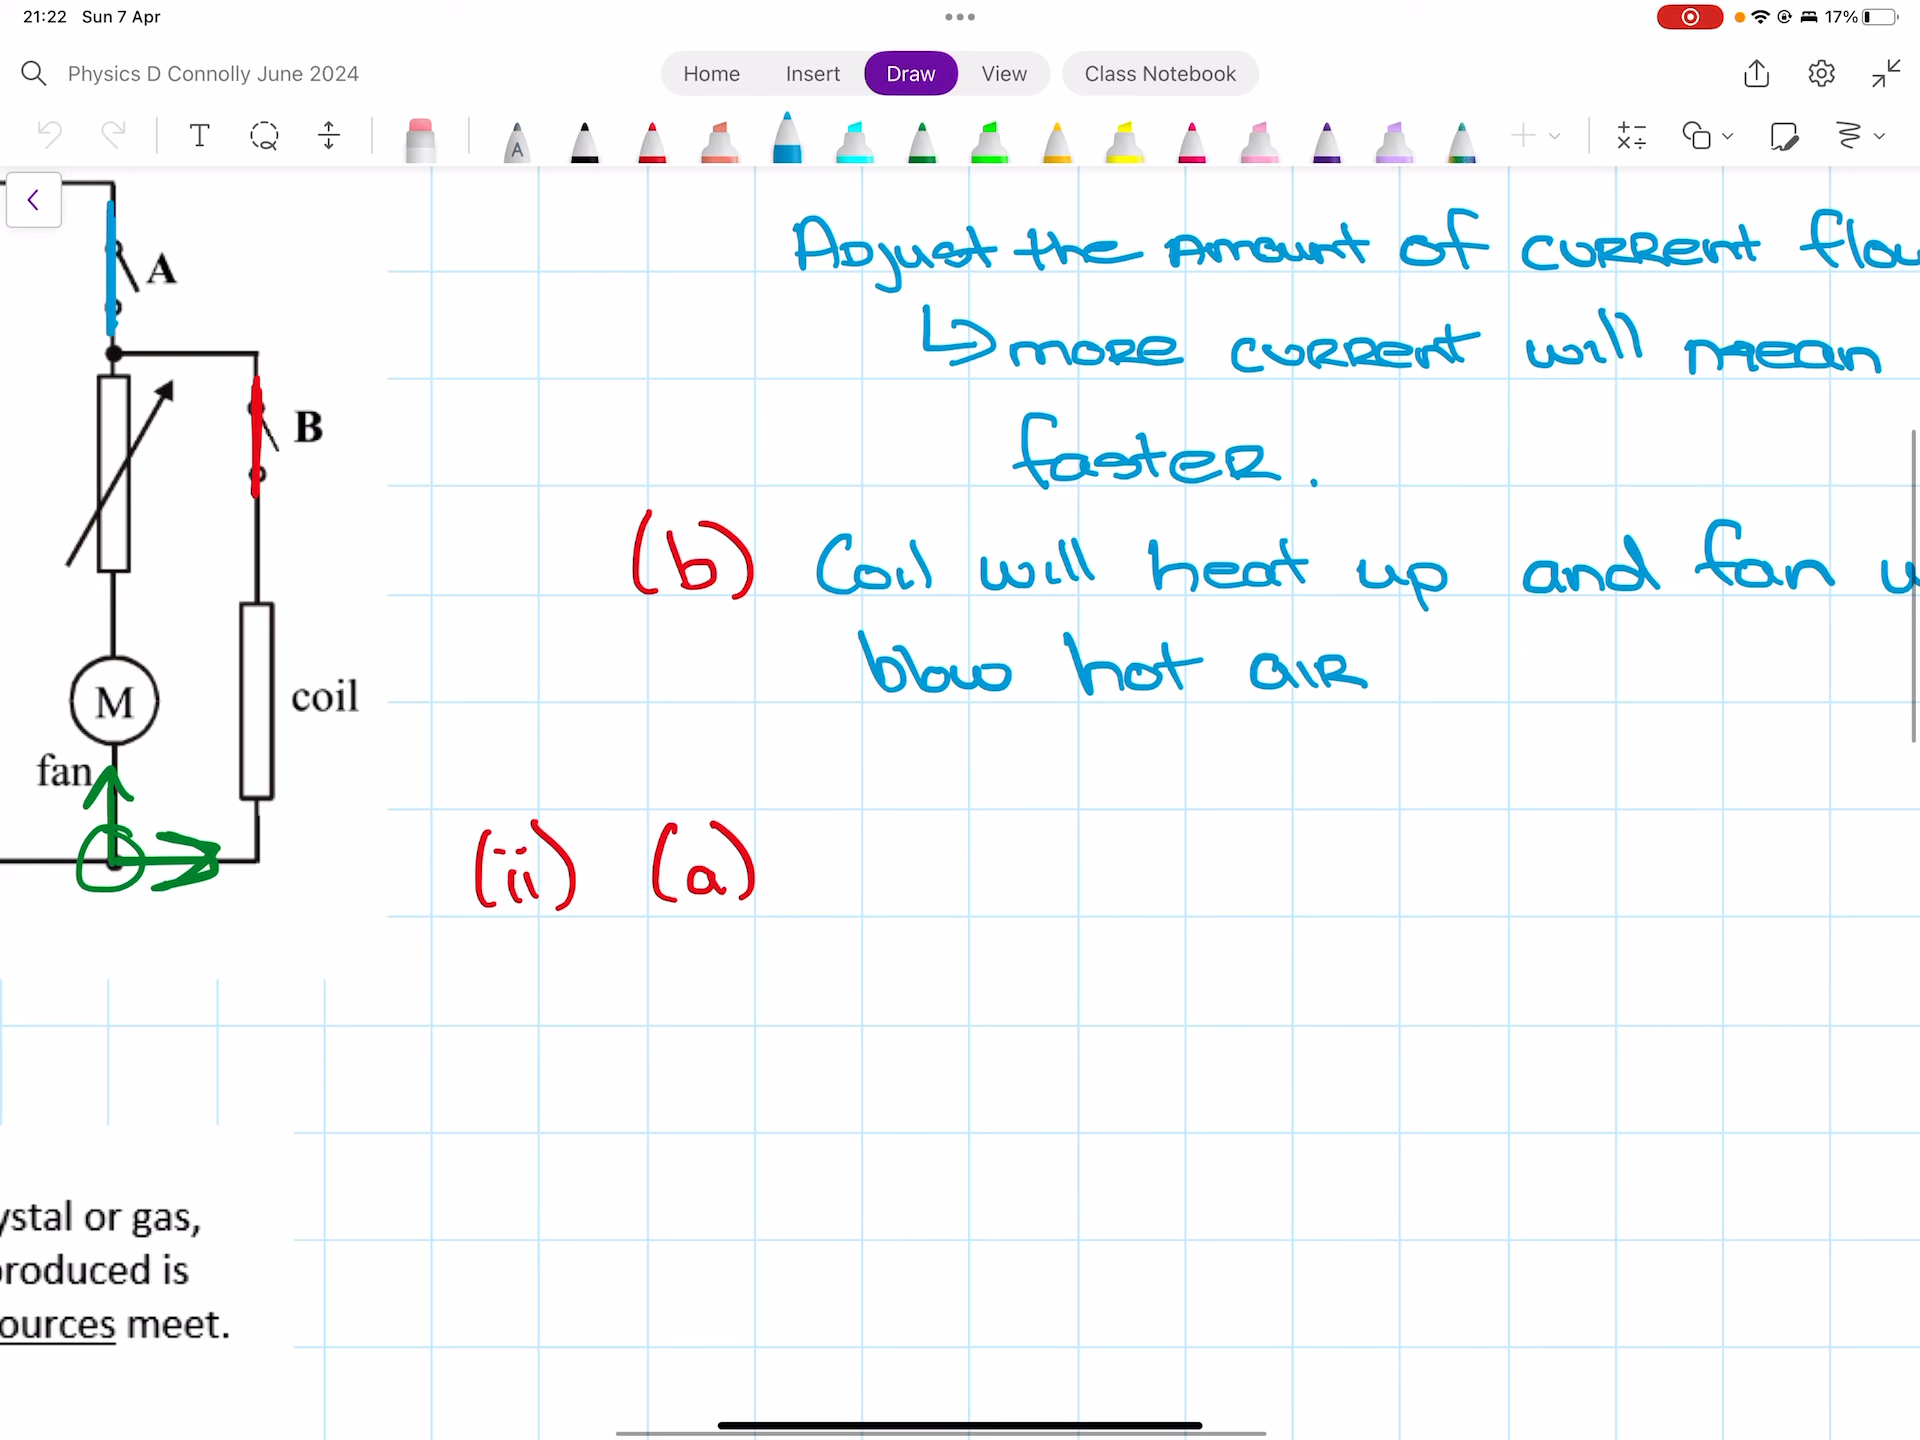 21:22 Sun 7 Apr
17%
Physics D Connolly June 2024
Home Insert Draw View Class Notebook
T
A
A
B
M
fan
coil
Adjust the Amount of current flow
more current will mean
faster.
(b) Coil will heat up and fan w
blow hot air
(ii) (a)
ystal or gas,
produced is
ources meet.